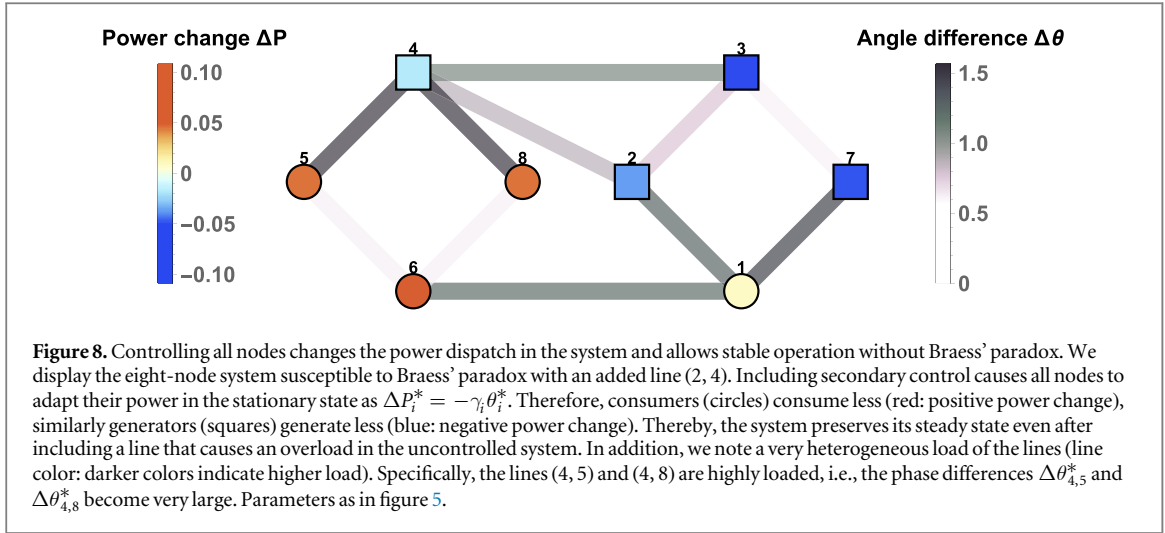 Power change ΔP
0.10
0.05
0
−0.05
−0.10
4
3
5
8
2
7
6
1
Angle difference Δθ
1.5
1.0
0.5
0
Figure 8. Controlling all nodes changes the power dispatch in the system and allows stable operation without Braess' paradox. We
display the eight-node system susceptible to Braess' paradox with an added line (2, 4). Including secondary control causes all nodes to
adapt their power in the stationary state as ΔP*ᵢ = −γᵢθ*ᵢ. Therefore, consumers (circles) consume less (red: positive power change),
similarly generators (squares) generate less (blue: negative power change). Thereby, the system preserves its steady state even after
including a line that causes an overload in the uncontrolled system. In addition, we note a very heterogeneous load of the lines (line
color: darker colors indicate higher load). Specifically, the lines (4, 5) and (4, 8) are highly loaded, i.e., the phase differences Δθ*₄,₅ and
Δθ*₄,₈ become very large. Parameters as in figure 5.